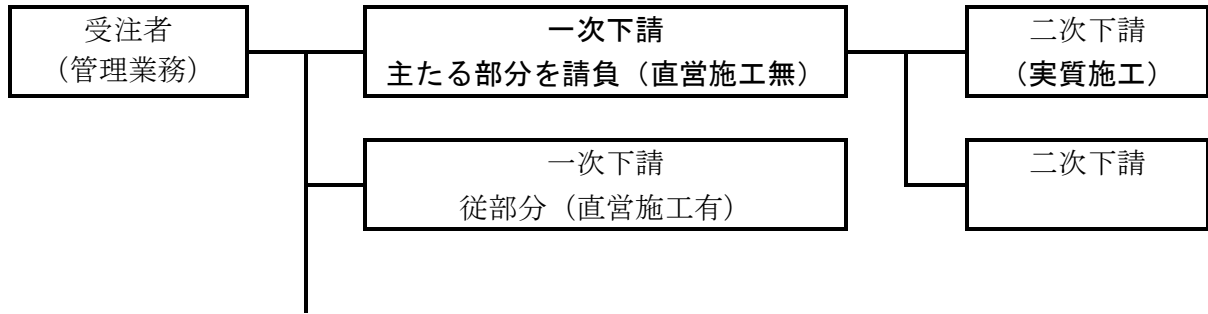 受注者
（管理業務）
一次下請
主たる部分を請負（直営施工無）
二次下請
（実質施工）
一次下請
従部分（直営施工有）
二次下請